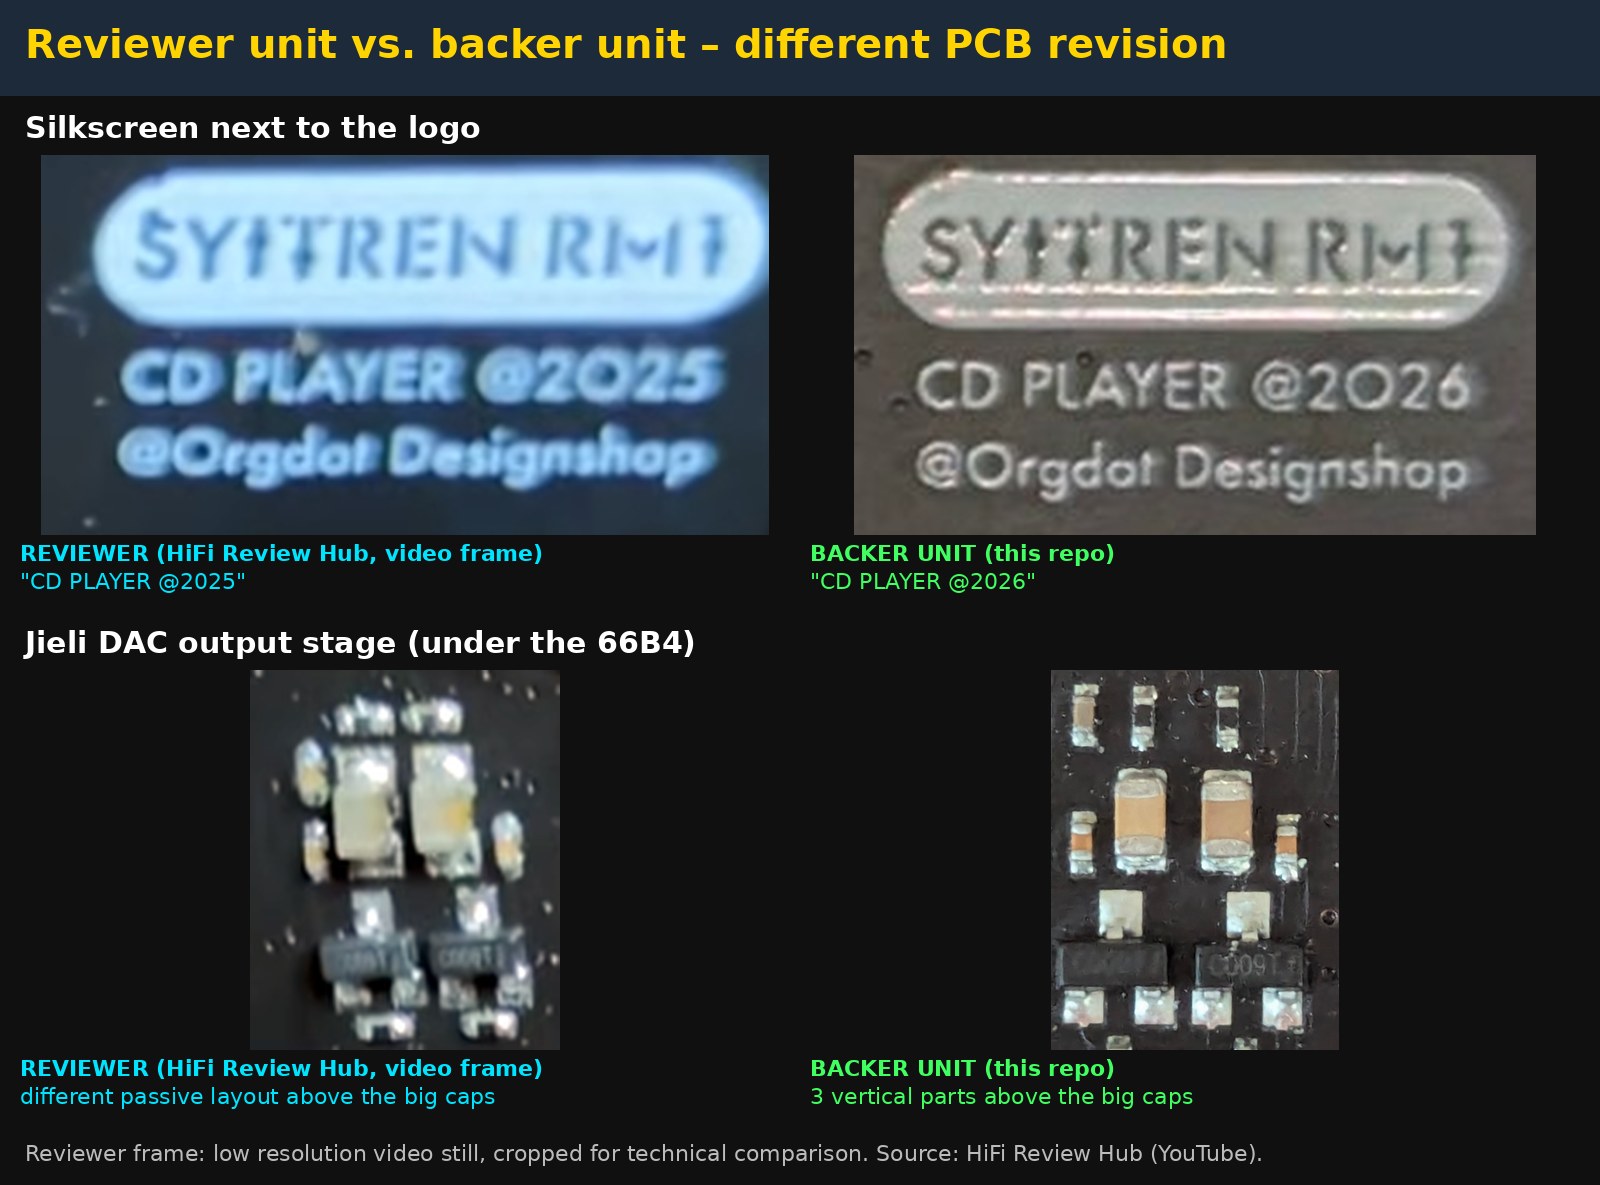 Reviewer unit vs. backer unit – different PCB revision
Silkscreen next to the logo
SYITREN RM1
CD PLAYER @2025
@Orgdot Designshop
SYITREN RM1
CD PLAYER @2026
@Orgdot Designshop
REVIEWER (HiFi Review Hub, video frame)
"CD PLAYER @2025"
BACKER UNIT (this repo)
"CD PLAYER @2026"
Jieli DAC output stage (under the 66B4)
REVIEWER (HiFi Review Hub, video frame)
different passive layout above the big caps
BACKER UNIT (this repo)
3 vertical parts above the big caps
Reviewer frame: low resolution video still, cropped for technical comparison. Source: HiFi Review Hub (YouTube).